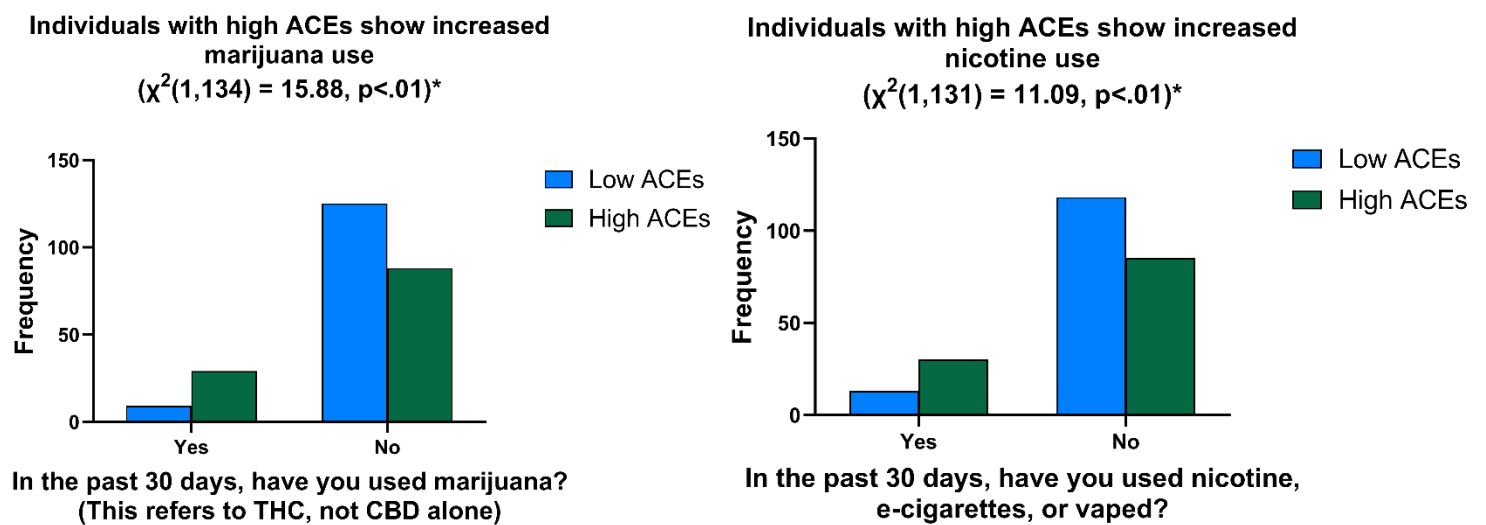 Individuals with high ACEs show increased
marijuana use
(χ²(1,134) = 15.88, p<.01)*
150
100
50
0
Frequency
Yes
No
Low ACEs
High ACEs
In the past 30 days, have you used marijuana?
(This refers to THC, not CBD alone)
Individuals with high ACEs show increased
nicotine use
(χ²(1,131) = 11.09, p<.01)*
150
100
50
0
Frequency
Yes
No
Low ACEs
High ACEs
In the past 30 days, have you used nicotine,
e-cigarettes, or vaped?